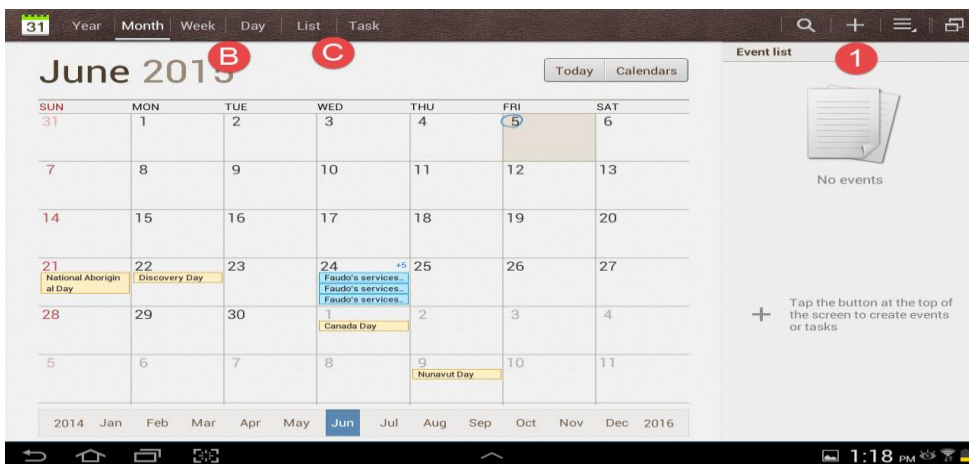 31 Year Month Week Day List Task
B C 1
June 2015
Today Calendars
Event list
SUN MON TUE WED THU FRI SAT
31 1 2 3 4 5 6
7 8 9 10 11 12 13
No events
14 15 16 17 18 19 20
21 22 23 24 +5 25 26 27
National Aborigin
al Day
Discovery Day
Faudo's services..
Faudo's services..
Faudo's services..
28 29 30 1 2 3 4
Canada Day
Tap the button at the top of
the screen to create events
or tasks
5 6 7 8 9 10 11
Nunavut Day
2014 Jan Feb Mar Apr May Jun Jul Aug Sep Oct Nov Dec 2016
1:18 PM